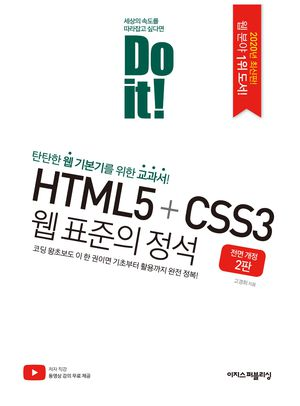 세상의 속도를
따라잡고 싶다면
Do
it!
2020년 최신판!
웹 분야 1위 도서!
탄탄한 웹 기본기를 위한 교과서!
HTML5 + CSS3
웹 표준의 정석
코딩 왕초보도 이 한 권이면 기초부터 활용까지 완전 정복!
전면 개정
2판
고경희 지음
저자 직강
동영상 강의 무료 제공
이지스 퍼블리싱